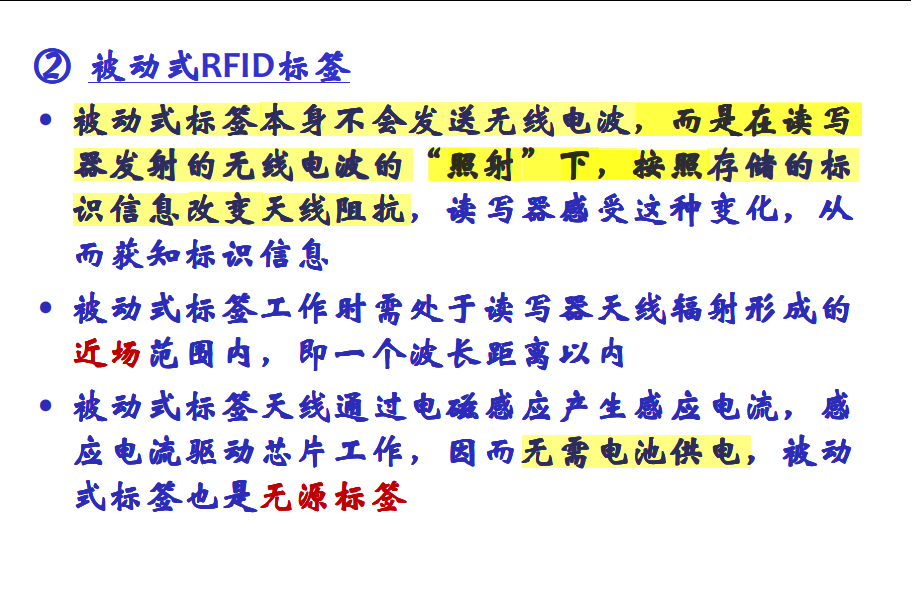 ② 被动式RFID标签
• 被动式标签本身不会发送无线电波，而是在读写
器发射的无线电波的“照射”下，按照存储的标
识信息改变天线阻抗，读写器感受这种变化，从
而获知标识信息
• 被动式标签工作时需处于读写器天线辐射形成的
近场范围内，即一个波长距离以内
• 被动式标签天线通过电磁感应产生感应电流，感
应电流驱动芯片工作，因而无需电池供电，被动
式标签也是无源标签